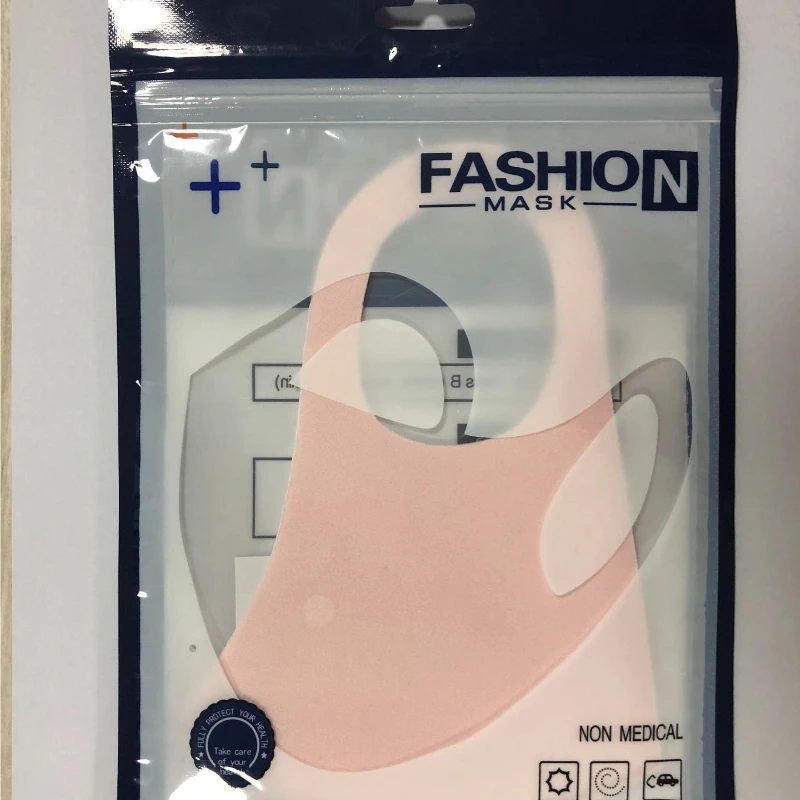 FASHION
MASK
s B
NON MEDICAL
FULLY PROTECT YOUR HEALTH
Take care
of your